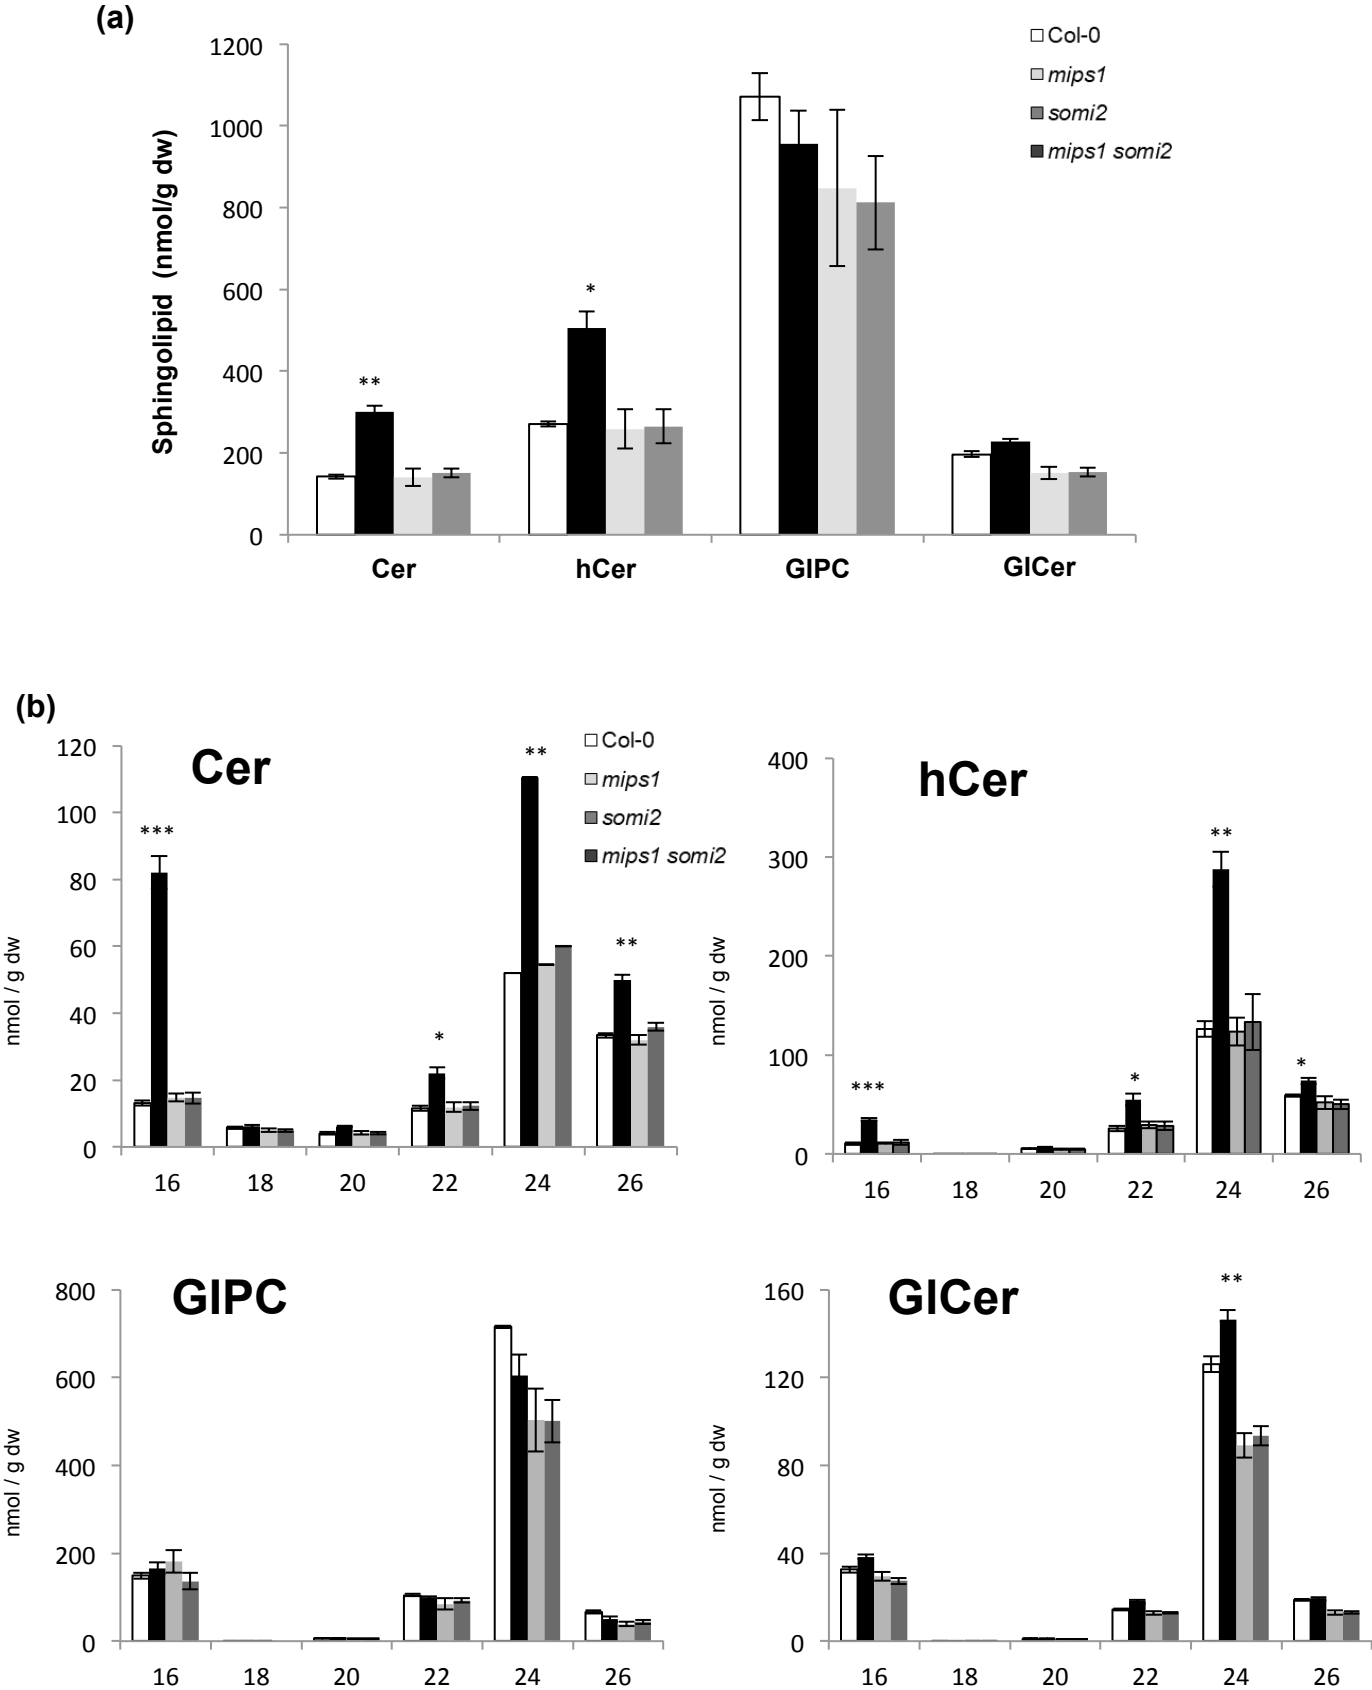 (a)
Sphingolipid (nmol/g dw)
1200
1000
800
600
400
200
0
Col-0
mips1
somi2
mips1 somi2
**
*
Cer
hCer
GIPC
GlCer
(b)
Cer
nmol / g dw
120
100
80
60
40
20
0
Col-0
mips1
somi2
mips1 somi2
***
*
**
**
16 18 20 22 24 26
hCer
nmol / g dw
400
300
200
100
0
***
*
**
*
16 18 20 22 24 26
GIPC
nmol / g dw
800
600
400
200
0
16 18 20 22 24 26
GlCer
nmol / g dw
160
120
80
40
0
**
16 18 20 22 24 26